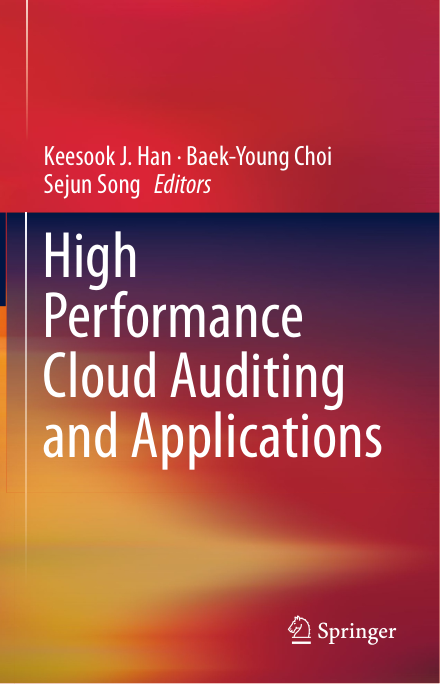 Keesook J. Han · Baek-Young Choi
Sejun Song Editors
High
Performance
Cloud Auditing
and Applications
Springer